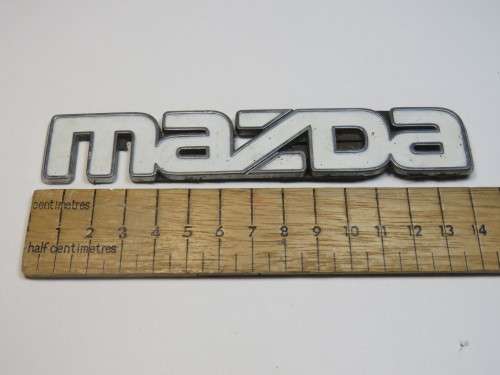 mazda
centimetres
1 2 3 4 5 6 7 8 9 10 11 12 13 14
half centimetres